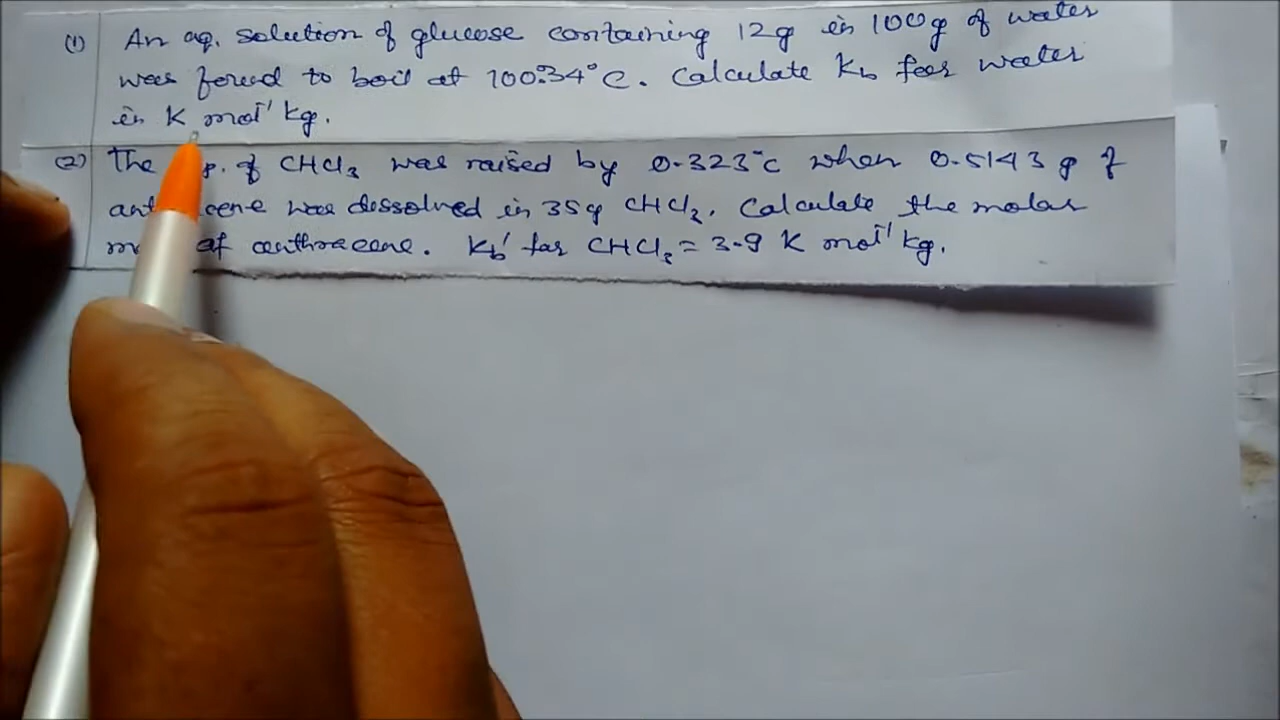 (1) An aq. solution of glucose containing 12g in 100g of water
was found to boil at 100.34°C. Calculate Kb for water
in K mol⁻¹ kg.
(2) The of CHCl₃ was raised by 0.323°C when 0.5143 g of
was dissolved in 35g CHCl₃. Calculate the molar
of anthracene. Kb for CHCl₃ = 3.9 K mol⁻¹ kg.